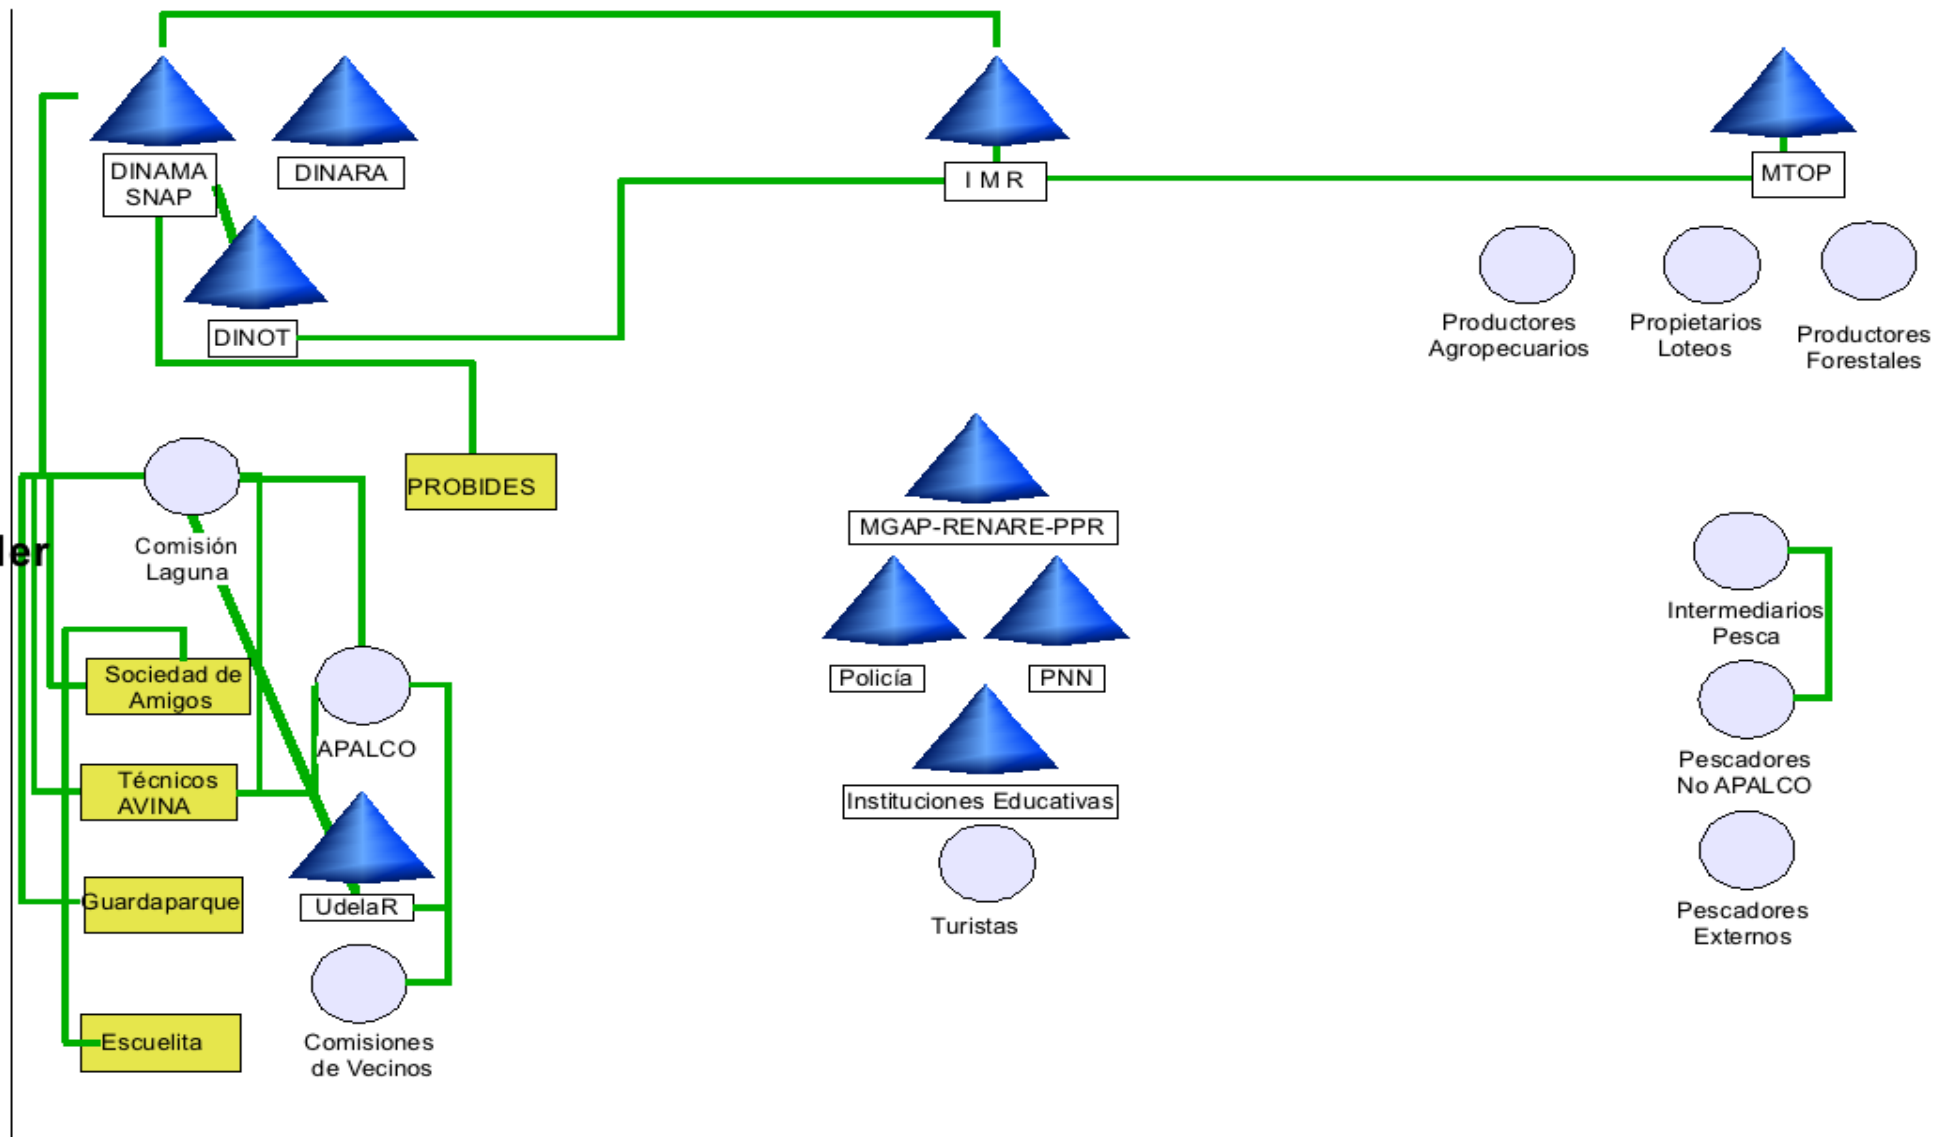 DINAMA
SNAP
DINARA
I M R
MTOP
DINOT
Productores
Agropecuarios
Propietarios
Loteos
Productores
Forestales
PROBIDES
MGAP-RENARE-PPR
Comisión
Laguna
der
Intermediarios
Pesca
Sociedad de
Amigos
Policía
PNN
APALCO
Pescadores
No APALCO
Técnicos
AVINA
Instituciones Educativas
Guardaparque
UdelaR
Turistas
Pescadores
Externos
Escuelita
Comisiones
de Vecinos